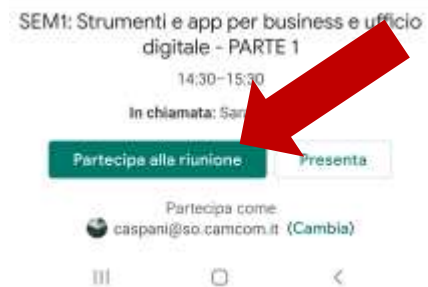 SEM1: Strumenti e app per business e ufficio
digitale - PARTE 1
14:30–15:30
In chiamata:
Partecipa alla riunione
Presenta
Partecipa come
caspani@so.camcom.it (Cambia)